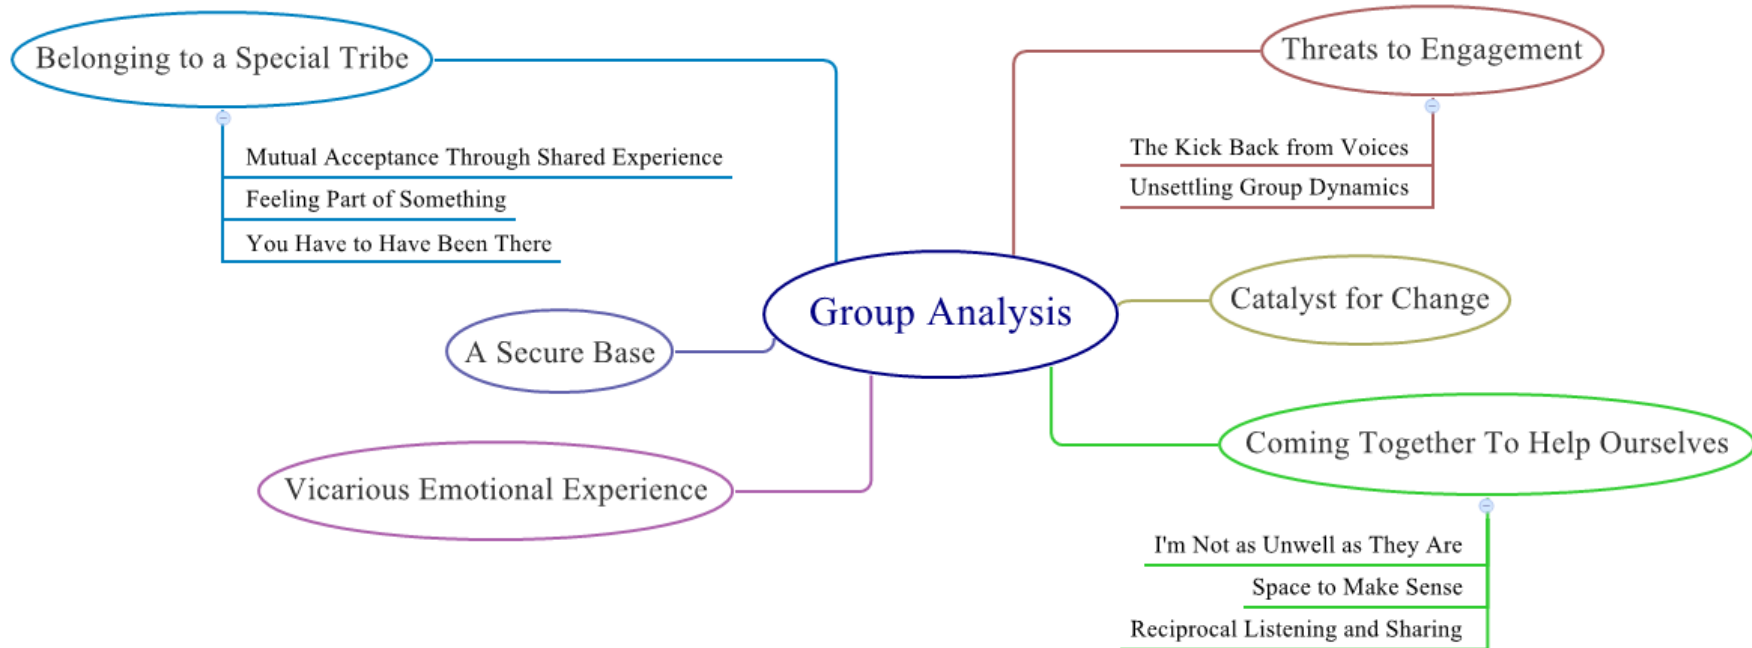 Belonging to a Special Tribe
Mutual Acceptance Through Shared Experience
Feeling Part of Something
You Have to Have Been There
Threats to Engagement
The Kick Back from Voices
Unsettling Group Dynamics
Group Analysis
Catalyst for Change
A Secure Base
Coming Together To Help Ourselves
I'm Not as Unwell as They Are
Space to Make Sense
Reciprocal Listening and Sharing
Vicarious Emotional Experience